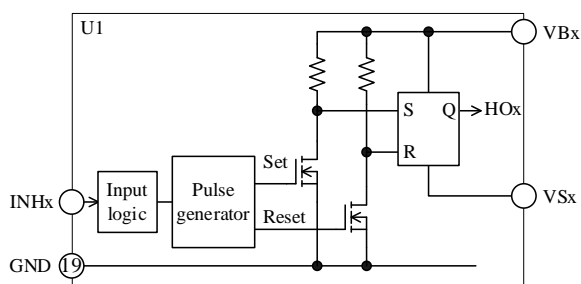 U1
VBx
S
Q
HOx
R
Set
Input
logic
Pulse
generator
INHx
VSx
Reset
GND
19